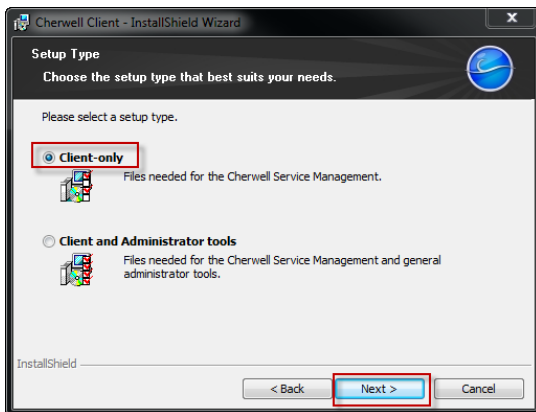 Cherwell Client - InstallShield Wizard
X
Setup Type
Choose the setup type that best suits your needs.
Please select a setup type.
Client-only
Files needed for the Cherwell Service Management.
Client and Administrator tools
Files needed for the Cherwell Service Management and general
administrator tools.
InstallShield
< Back
Next >
Cancel